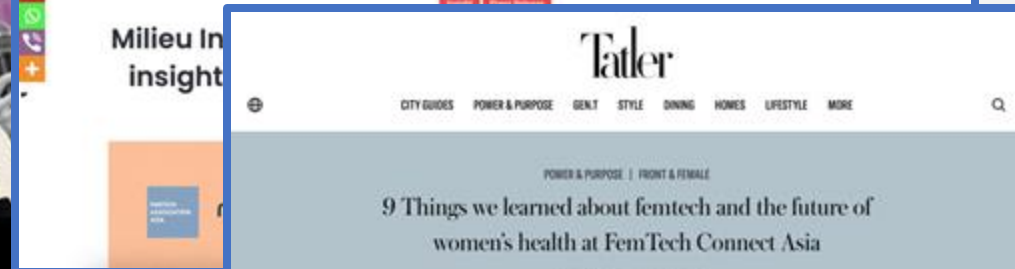 Milieu In
insight
Tatler
CITY GUIDES POWER & PURPOSE GEN.T STYLE DINING HOMES LIFESTYLE MORE
POWER & PURPOSE | FRONT & FEMALE
9 Things we learned about femtech and the future of
women's health at FemTech Connect Asia